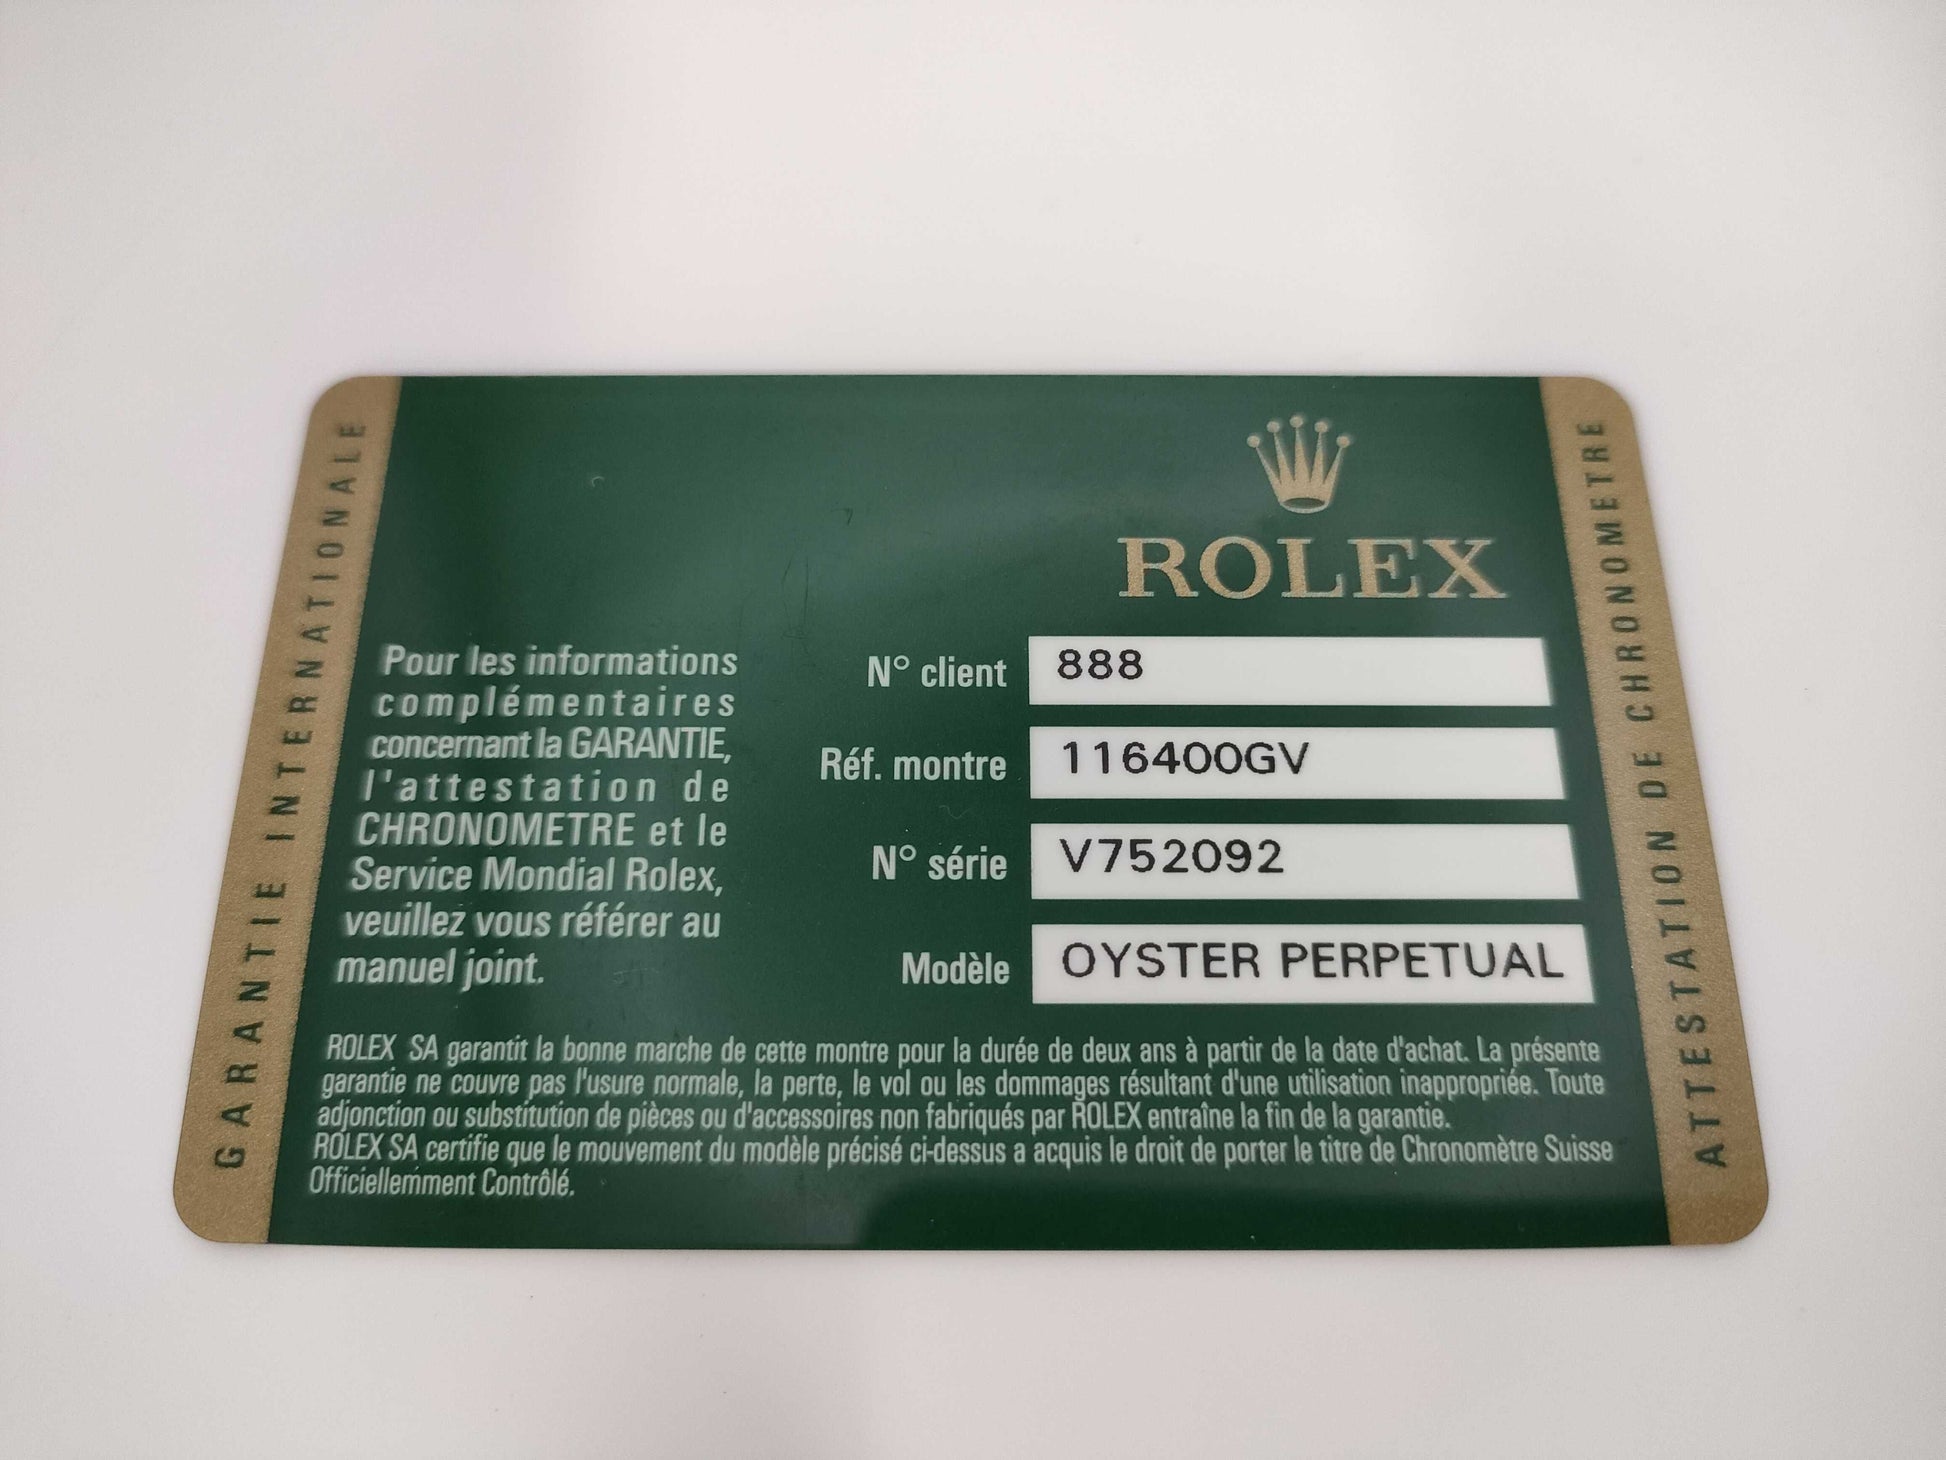 GARANTIE INTERNATIONALE
ROLEX
Pour les informations
complémentaires
concernant la GARANTIE,
l'attestation de
CHRONOMETRE et le
Service Mondial Rolex,
veuillez vous référer au
manuel joint.
N° client 888
Réf. montre 116400GV
N° série V752092
Modèle OYSTER PERPETUAL
ROLEX SA garantit la bonne marche de cette montre pour la durée de deux ans à partir de la date d'achat. La présente
garantie ne couvre pas l'usure normale, la perte, le vol ou les dommages résultant d'une utilisation inappropriée. Toute
adjonction ou substitution de pièces ou d'accessoires non fabriqués par ROLEX entraîne la fin de la garantie.
ROLEX SA certifie que le mouvement du modèle précisé ci-dessus a acquis le droit de porter le titre de Chronomètre Suisse
Officiellemment Contrôlé.
ATTESTATION DE CHRONOMETRE